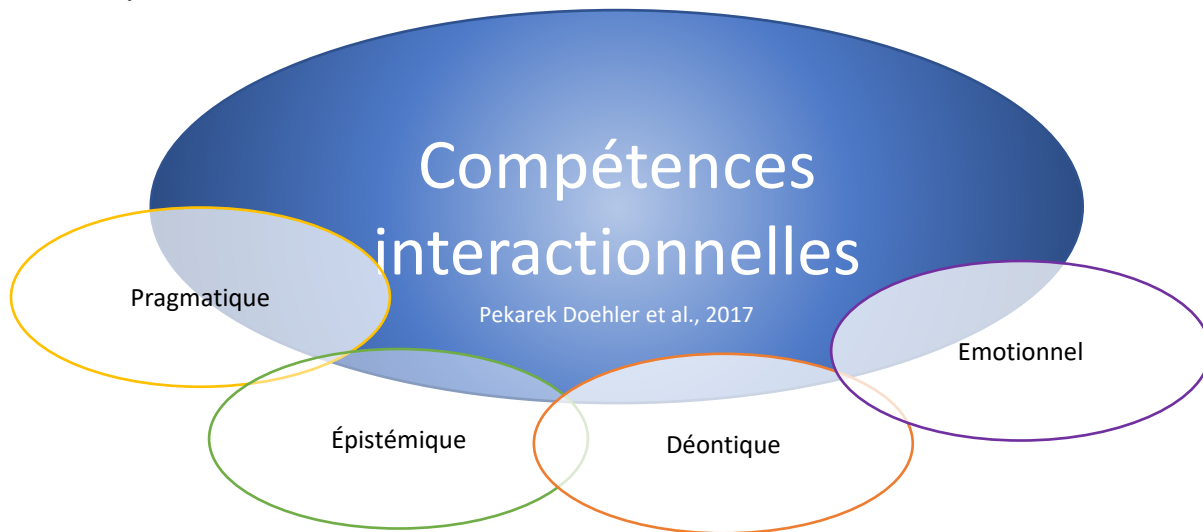 Compétences
interactionnelles
Pekarek Doehler et al., 2017
Pragmatique
Emotionnel
Épistémique
Déontique